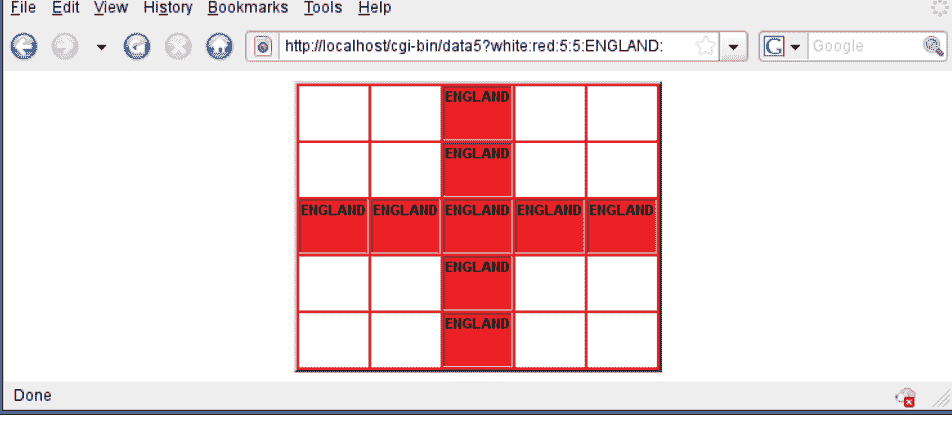 File Edit View History Bookmarks Tools Help
http://localhost/cgi-bin/data5?white:red:5:5:ENGLAND: G Google
ENGLAND
ENGLAND
ENGLAND ENGLAND ENGLAND ENGLAND ENGLAND
ENGLAND
ENGLAND
Done